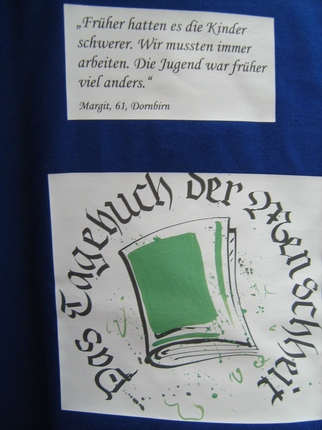 „Früher hatten es die Kinder
schwerer. Wir mussten immer
arbeiten. Die Jugend war früher
viel anders.“
Margit, 61, Dornbirn
Das Tagebuch der Menschheit